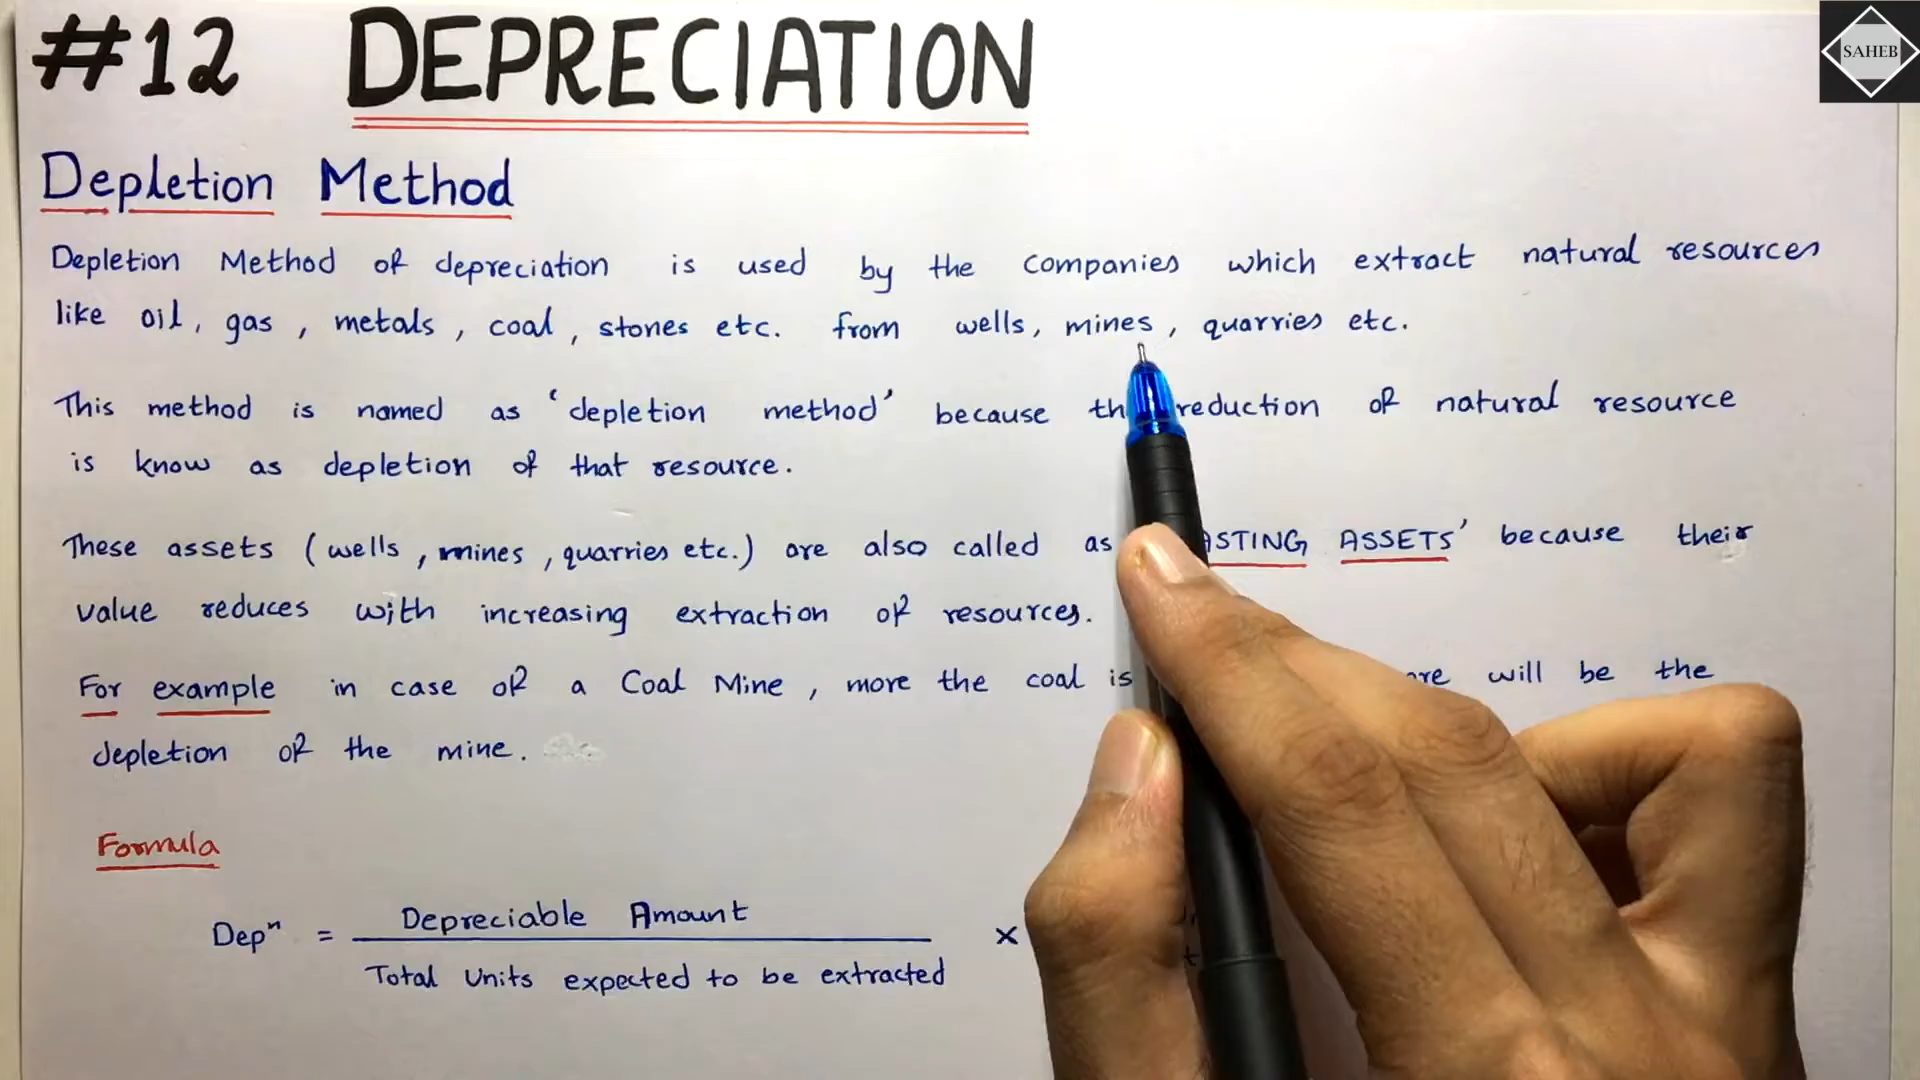 #12 DEPRECIATION
SAHEB
Depletion Method
Depletion Method of depreciation is used by the companies which extract natural resources
like oil, gas, metals, coal, stones etc. from wells, mines, quarries etc.
This method is named as 'depletion method' because reduction of natural resource
is know as depletion of that resource.
These assets (wells, mines, quarries etc.) are also called as ASSETS' because their
value reduces with increasing extraction of resources.
For example in case of a Coal Mine, more the coal is will be the
depletion of the mine.
Formula
Depⁿ = Depreciable Amount ×
Total Units expected to be extracted